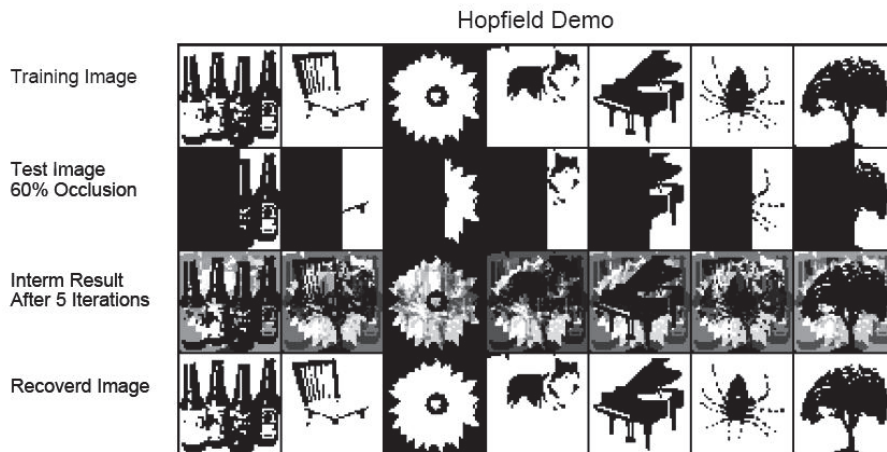 Hopfield Demo
Training Image
Test Image
60% Occlusion
Interm Result
After 5 Iterations
Recoverd Image